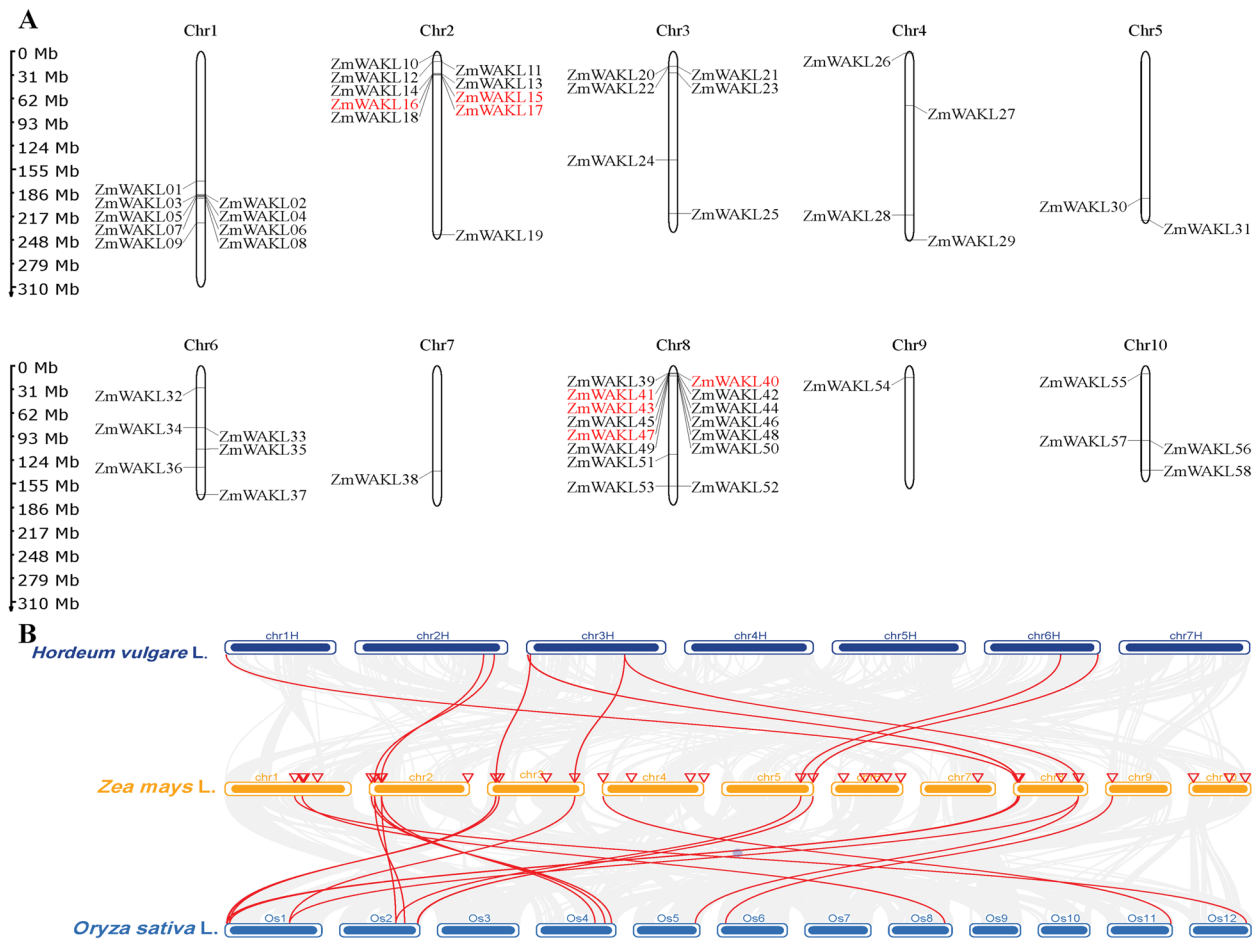 A
Chr1 Chr2 Chr3 Chr4 Chr5
0 Mb
31 Mb
62 Mb
93 Mb
124 Mb
155 Mb
186 Mb
217 Mb
248 Mb
279 Mb
310 Mb
ZmWAKL01
ZmWAKL03 ZmWAKL02
ZmWAKL05 ZmWAKL04
ZmWAKL07 ZmWAKL06
ZmWAKL09 ZmWAKL08
ZmWAKL10 ZmWAKL11
ZmWAKL12 ZmWAKL13
ZmWAKL14 ZmWAKL15
ZmWAKL16 ZmWAKL17
ZmWAKL18
ZmWAKL19
ZmWAKL20 ZmWAKL21
ZmWAKL22 ZmWAKL23
ZmWAKL24
ZmWAKL25
ZmWAKL26
ZmWAKL27
ZmWAKL28
ZmWAKL29
ZmWAKL30
ZmWAKL31
Chr6 Chr7 Chr8 Chr9 Chr10
0 Mb
31 Mb
62 Mb
93 Mb
124 Mb
155 Mb
186 Mb
217 Mb
248 Mb
279 Mb
310 Mb
ZmWAKL32
ZmWAKL34 ZmWAKL33
ZmWAKL35
ZmWAKL36
ZmWAKL37
ZmWAKL38
ZmWAKL39 ZmWAKL40
ZmWAKL41 ZmWAKL42
ZmWAKL43 ZmWAKL44
ZmWAKL45 ZmWAKL46
ZmWAKL47 ZmWAKL48
ZmWAKL49 ZmWAKL50
ZmWAKL51
ZmWAKL53 ZmWAKL52
ZmWAKL54
ZmWAKL55
ZmWAKL57 ZmWAKL56
ZmWAKL58
B
chr1H chr2H chr3H chr4H chr5H chr6H chr7H
Hordeum vulgare L.
chr1 chr2 chr3 chr4 chr5 chr7 chr9
Zea mays L.
Os1 Os2 Os3 Os4 Os5 Os6 Os7 Os8 Os9 Os10 Os11 Os12
Oryza sativa L.